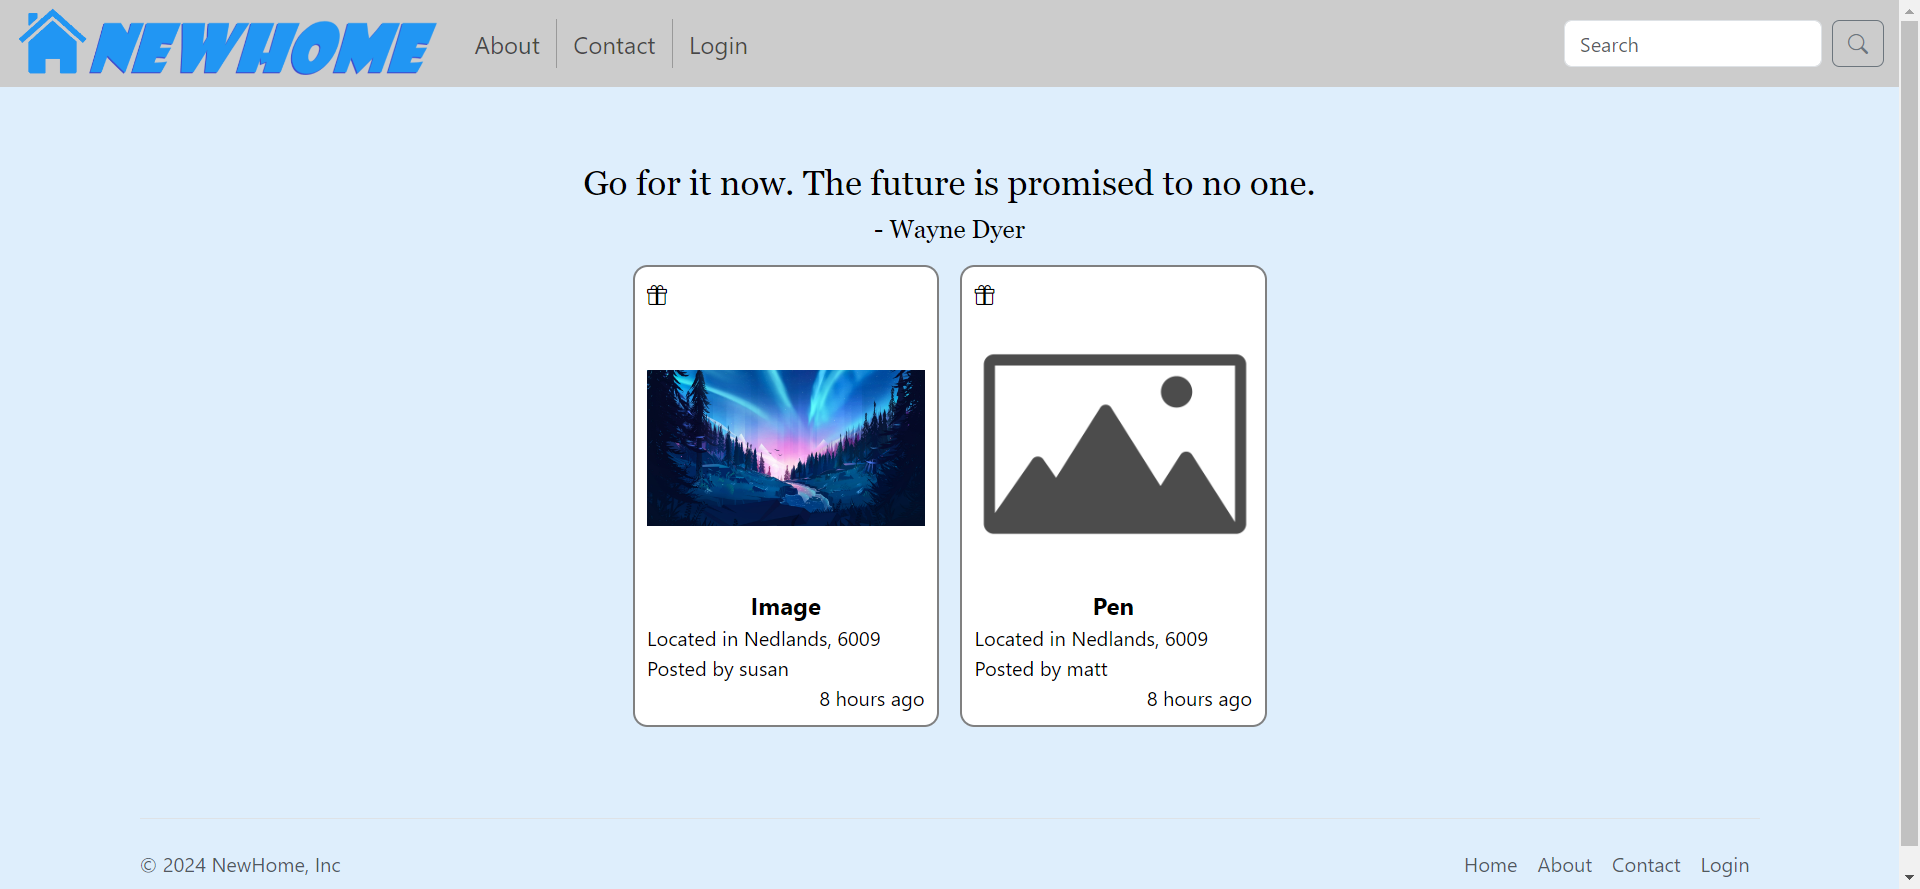 NEWHOME
About
Contact
Login
Search
Go for it now. The future is promised to no one.
- Wayne Dyer
Image
Located in Nedlands, 6009
Posted by susan
8 hours ago
Pen
Located in Nedlands, 6009
Posted by matt
8 hours ago
© 2024 NewHome, Inc
Home
About
Contact
Login